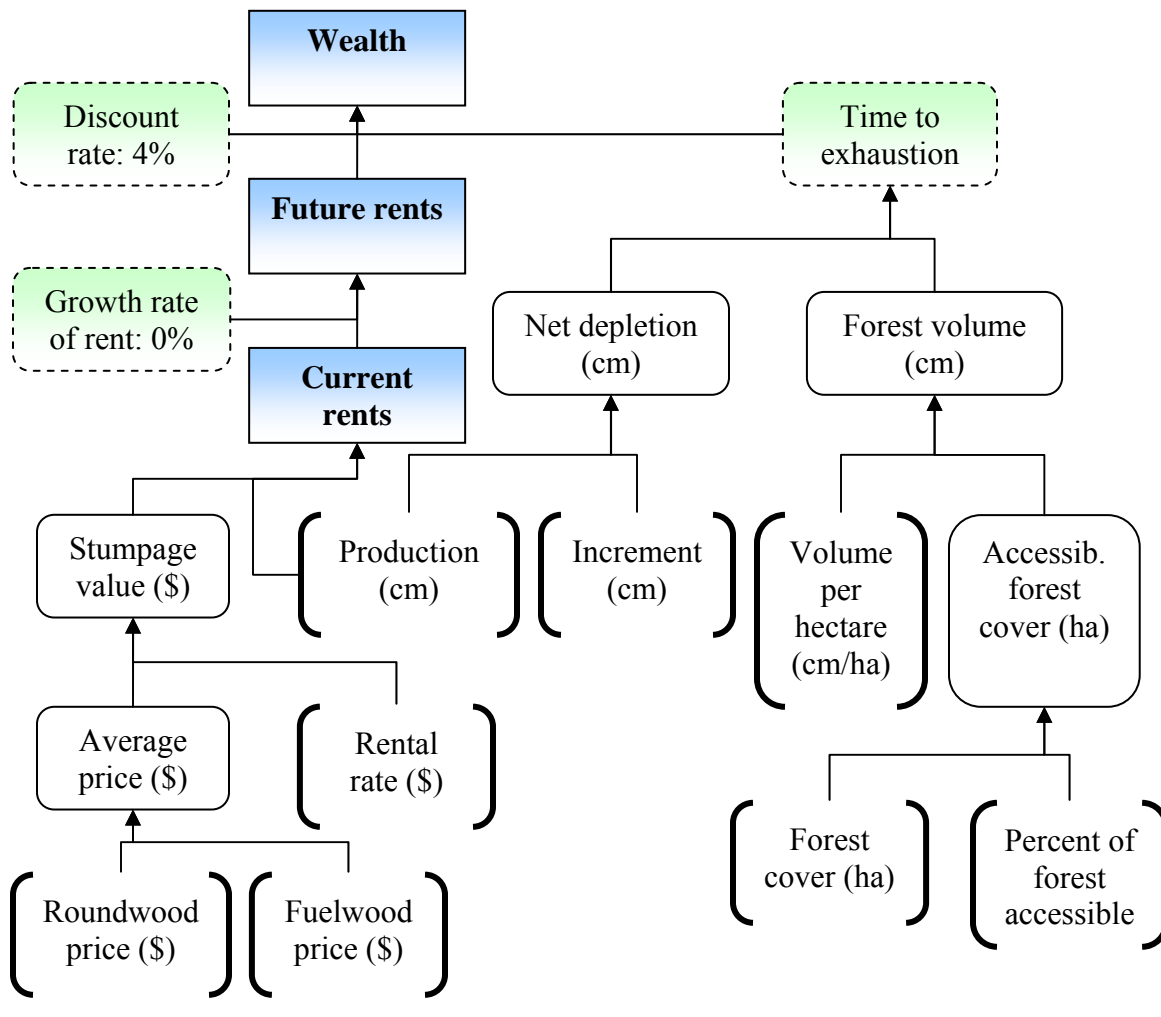 Wealth
Discount
rate: 4%
Time to
exhaustion
Future rents
Growth rate
of rent: 0%
Net depletion
(cm)
Forest volume
(cm)
Current
rents
Stumpage
value ($)
Production
(cm)
Increment
(cm)
Volume
per
hectare
(cm/ha)
Accessib.
forest
cover (ha)
Average
price ($)
Rental
rate ($)
Forest
cover (ha)
Percent of
forest
accessible
Roundwood
price ($)
Fuelwood
price ($)